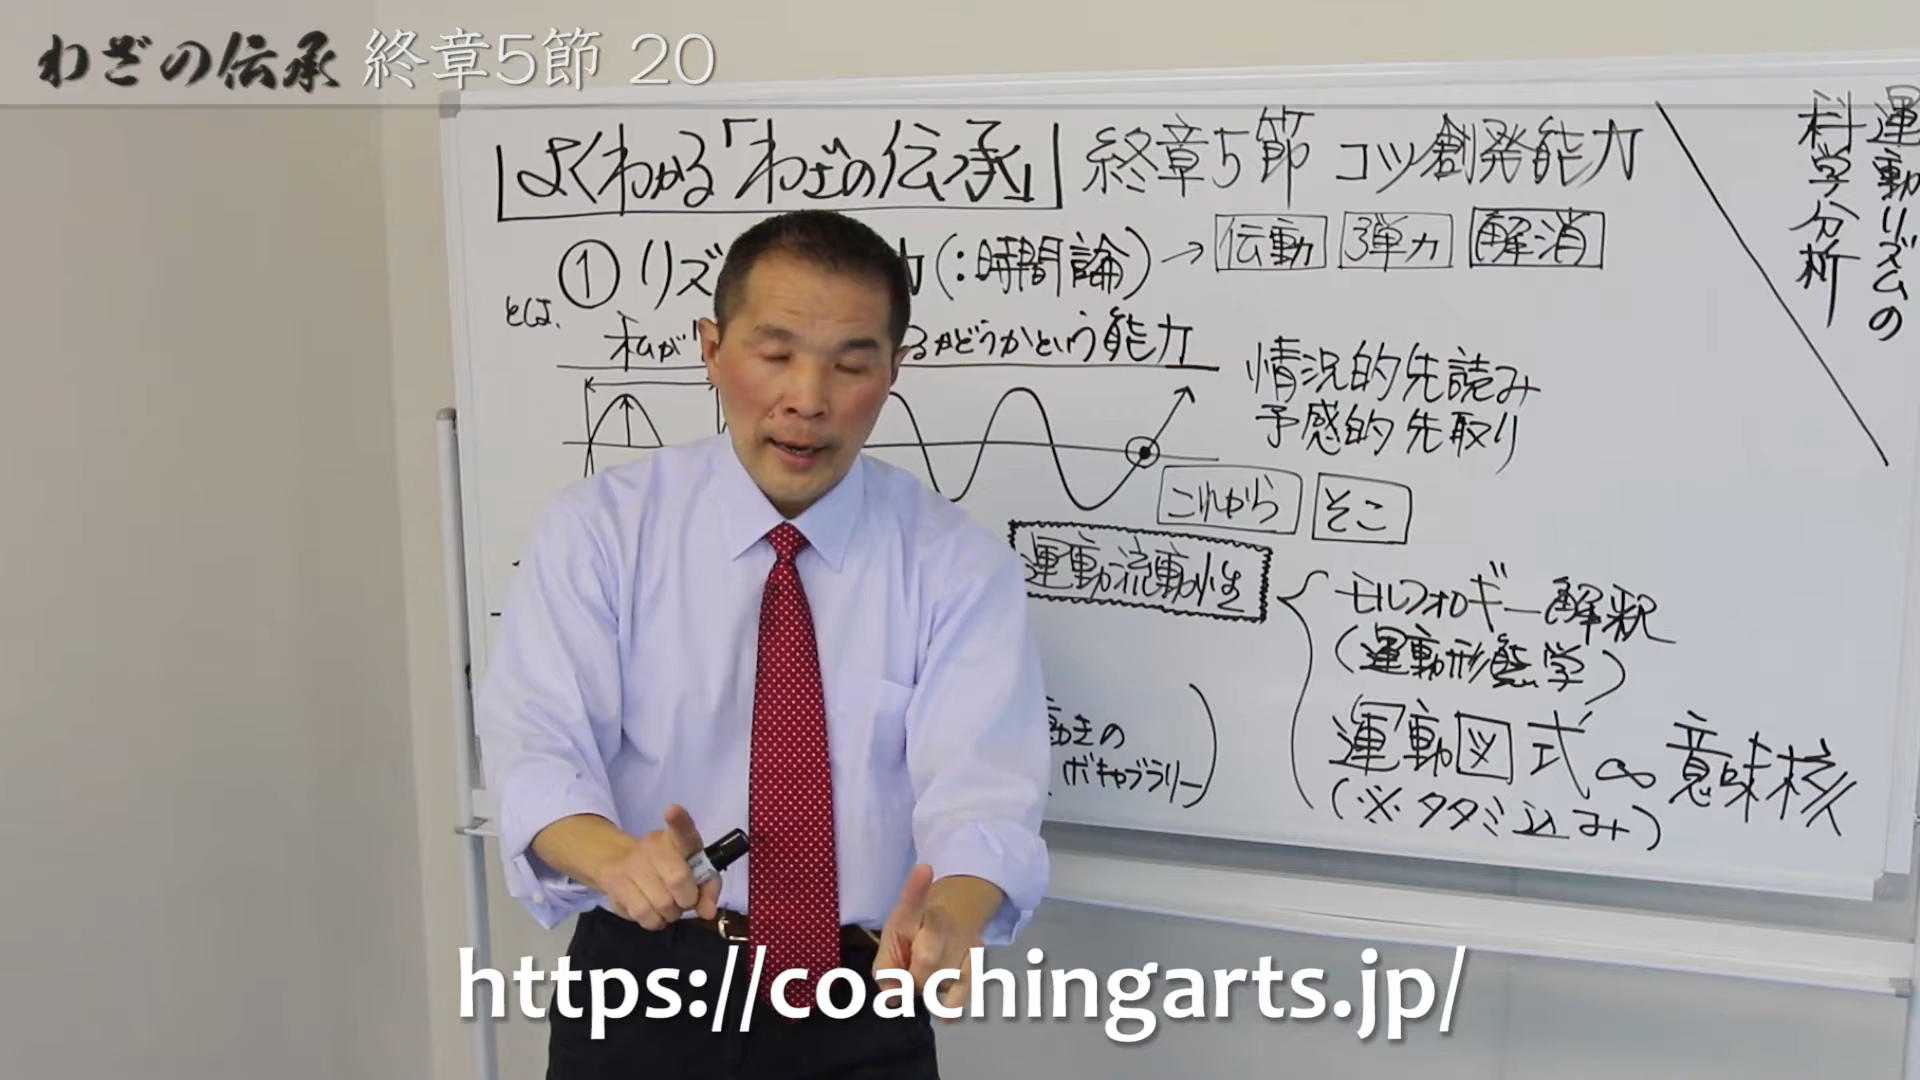 わざの伝承 終章5節 20
よくわかる「わざの伝承」 終章5節 コツ創発能力
① リズ 力(:時間論) → 伝動 弾力 解消
とは、
私がリ るかどうかという能力
情況的先読み
予感的先取り
これから そこ
運動流動性
モルフォロギー解釈
(運動形態学)
運動図式∞意味核
(※タタミ込み)
動きの
ボキャブラリー
運動リズムの
科学分析
https://coachingarts.jp/